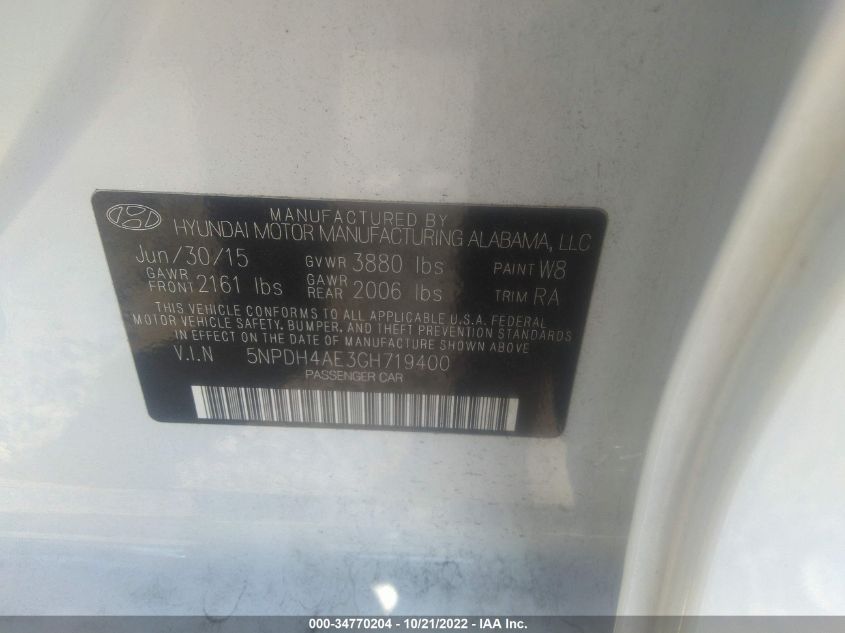 MANUFACTURED BY
HYUNDAI MOTOR MANUFACTURING ALABAMA, LLC
Jun/30/15 GVWR 3880 lbs PAINT W8
GAWR FRONT 2161 lbs GAWR REAR 2006 lbs TRIM RA
THIS VEHICLE CONFORMS TO ALL APPLICABLE U.S.A. FEDERAL
MOTOR VEHICLE SAFETY, BUMPER, AND THEFT PREVENTION STANDARDS
IN EFFECT ON THE DATE OF MANUFACTURE SHOWN ABOVE
V.I.N 5NPDH4AE3GH719400
PASSENGER CAR
000-34770204 - 10/21/2022 - IAA Inc.